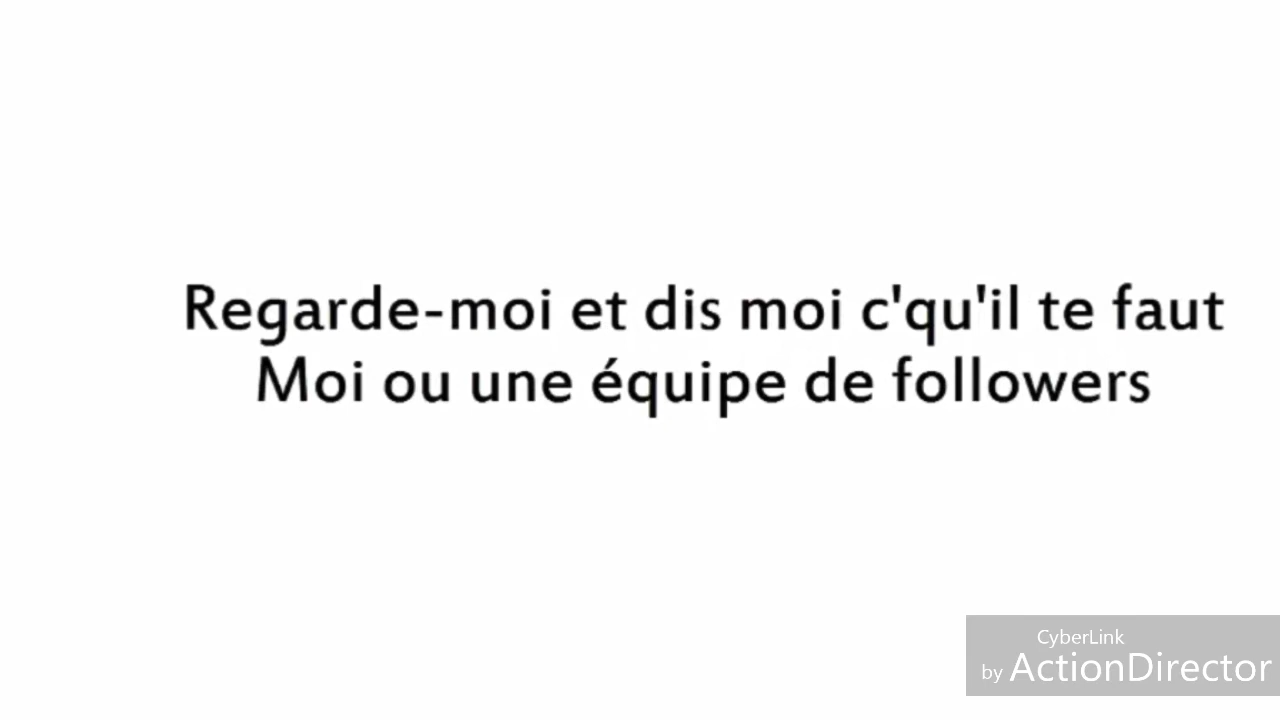 Regarde-moi et dis moi c'qu'il te faut
Moi ou une équipe de followers
CyberLink
by ActionDirector